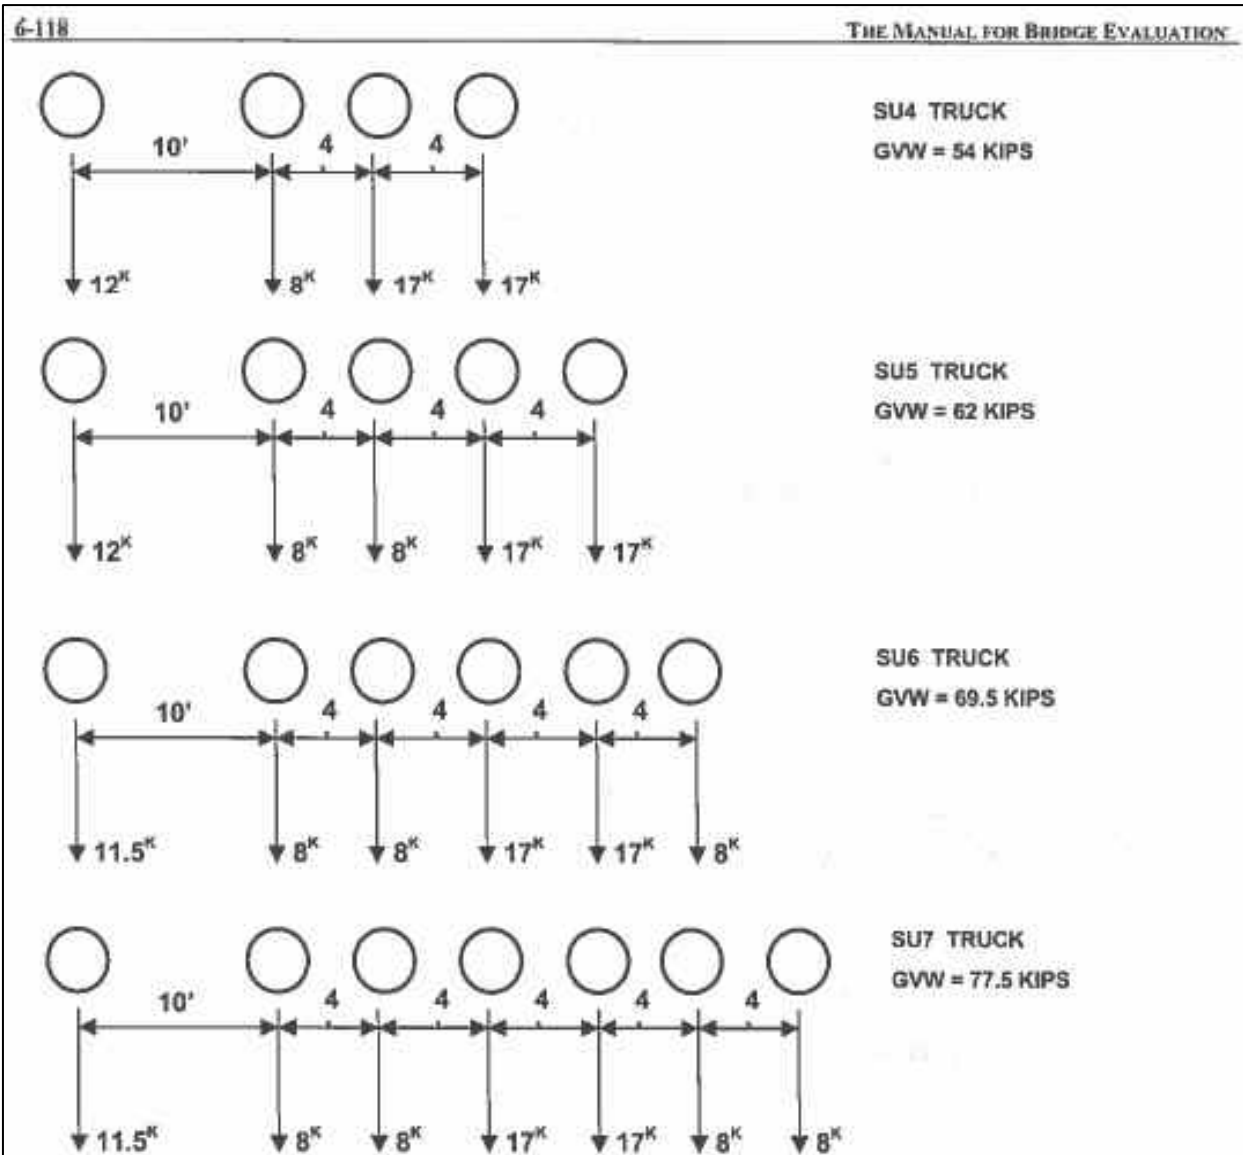 6-118 THE MANUAL FOR BRIDGE EVALUATION
SU4 TRUCK
GVW = 54 KIPS
10' 4' 4'
12K 8K 17K 17K
SU5 TRUCK
GVW = 62 KIPS
10' 4' 4' 4'
12K 8K 8K 17K 17K
SU6 TRUCK
GVW = 69.5 KIPS
10' 4' 4' 4' 4'
11.5K 8K 8K 17K 17K 8K
SU7 TRUCK
GVW = 77.5 KIPS
10' 4' 4' 4' 4' 4'
11.5K 8K 8K 17K 17K 8K 8K